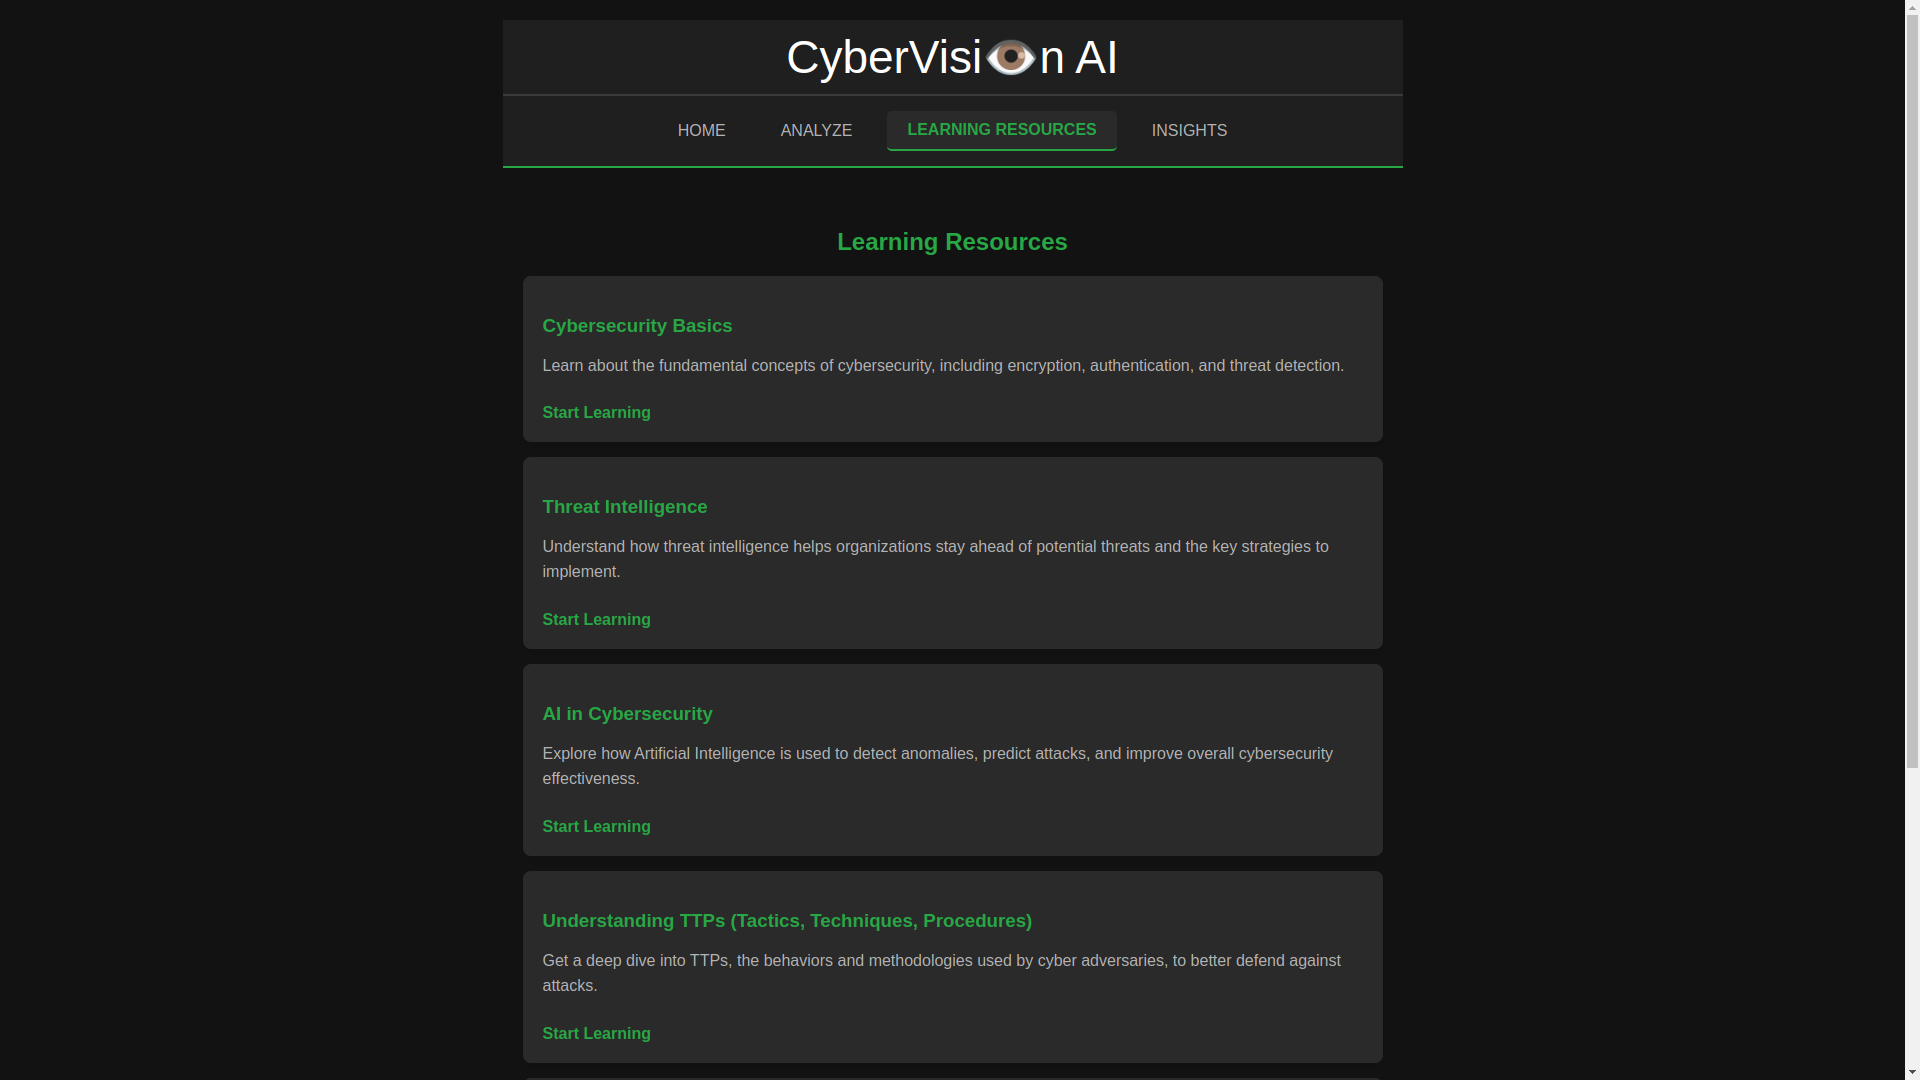 CyberVisi👁️n AI
HOME
ANALYZE
LEARNING RESOURCES
INSIGHTS
Learning Resources
Cybersecurity Basics
Learn about the fundamental concepts of cybersecurity, including encryption, authentication, and threat detection.
Start Learning
Threat Intelligence
Understand how threat intelligence helps organizations stay ahead of potential threats and the key strategies to
implement.
Start Learning
AI in Cybersecurity
Explore how Artificial Intelligence is used to detect anomalies, predict attacks, and improve overall cybersecurity
effectiveness.
Start Learning
Understanding TTPs (Tactics, Techniques, Procedures)
Get a deep dive into TTPs, the behaviors and methodologies used by cyber adversaries, to better defend against
attacks.
Start Learning